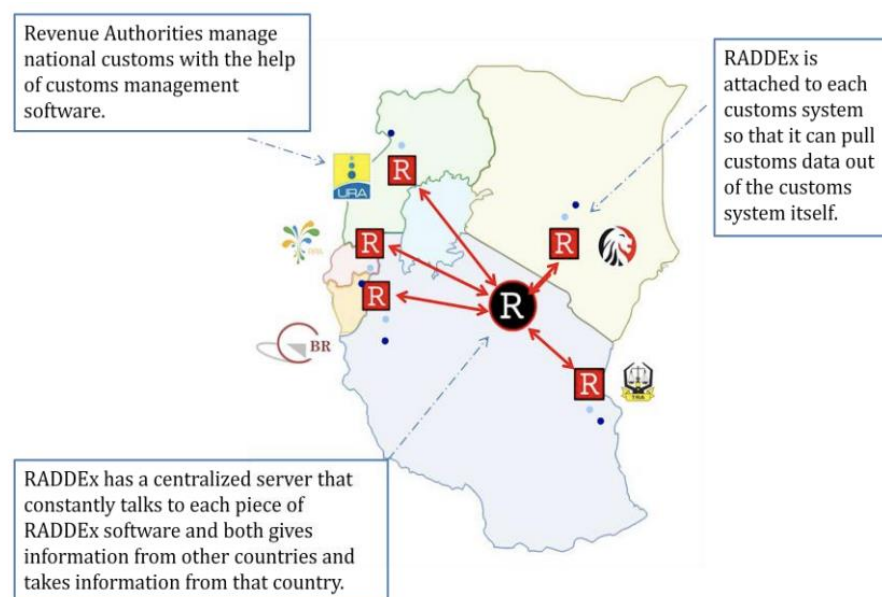 Revenue Authorities manage
national customs with the help
of customs management
software.
RADDEx is
attached to each
customs system
so that it can pull
customs data out
of the customs
system itself.
R
URA
R
R
R
R
BR
R
TRA
RADDEx has a centralized server that
constantly talks to each piece of
RADDEx software and both gives
information from other countries and
takes information from that country.